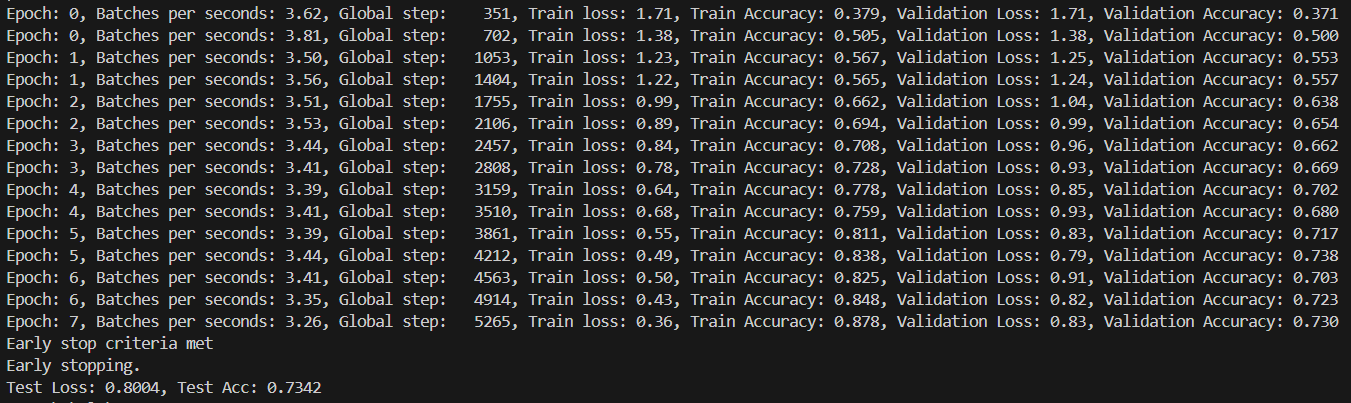 Epoch: 0, Batches per seconds: 3.62, Global step:    351, Train loss: 1.71, Train Accuracy: 0.379, Validation Loss: 1.71, Validation Accuracy: 0.371
Epoch: 0, Batches per seconds: 3.81, Global step:    702, Train loss: 1.38, Train Accuracy: 0.505, Validation Loss: 1.38, Validation Accuracy: 0.500
Epoch: 1, Batches per seconds: 3.50, Global step:   1053, Train loss: 1.23, Train Accuracy: 0.567, Validation Loss: 1.25, Validation Accuracy: 0.553
Epoch: 1, Batches per seconds: 3.56, Global step:   1404, Train loss: 1.22, Train Accuracy: 0.565, Validation Loss: 1.24, Validation Accuracy: 0.557
Epoch: 2, Batches per seconds: 3.51, Global step:   1755, Train loss: 0.99, Train Accuracy: 0.662, Validation Loss: 1.04, Validation Accuracy: 0.638
Epoch: 2, Batches per seconds: 3.53, Global step:   2106, Train loss: 0.89, Train Accuracy: 0.694, Validation Loss: 0.99, Validation Accuracy: 0.654
Epoch: 3, Batches per seconds: 3.44, Global step:   2457, Train loss: 0.84, Train Accuracy: 0.708, Validation Loss: 0.96, Validation Accuracy: 0.662
Epoch: 3, Batches per seconds: 3.41, Global step:   2808, Train loss: 0.78, Train Accuracy: 0.728, Validation Loss: 0.93, Validation Accuracy: 0.669
Epoch: 4, Batches per seconds: 3.39, Global step:   3159, Train loss: 0.64, Train Accuracy: 0.778, Validation Loss: 0.85, Validation Accuracy: 0.702
Epoch: 4, Batches per seconds: 3.41, Global step:   3510, Train loss: 0.68, Train Accuracy: 0.759, Validation Loss: 0.93, Validation Accuracy: 0.680
Epoch: 5, Batches per seconds: 3.39, Global step:   3861, Train loss: 0.55, Train Accuracy: 0.811, Validation Loss: 0.83, Validation Accuracy: 0.717
Epoch: 5, Batches per seconds: 3.44, Global step:   4212, Train loss: 0.49, Train Accuracy: 0.838, Validation Loss: 0.79, Validation Accuracy: 0.738
Epoch: 6, Batches per seconds: 3.41, Global step:   4563, Train loss: 0.50, Train Accuracy: 0.825, Validation Loss: 0.91, Validation Accuracy: 0.703
Epoch: 6, Batches per seconds: 3.35, Global step:   4914, Train loss: 0.43, Train Accuracy: 0.848, Validation Loss: 0.82, Validation Accuracy: 0.723
Epoch: 7, Batches per seconds: 3.26, Global step:   5265, Train loss: 0.36, Train Accuracy: 0.878, Validation Loss: 0.83, Validation Accuracy: 0.730
Early stop criteria met
Early stopping.
Test Loss: 0.8004, Test Acc: 0.7342